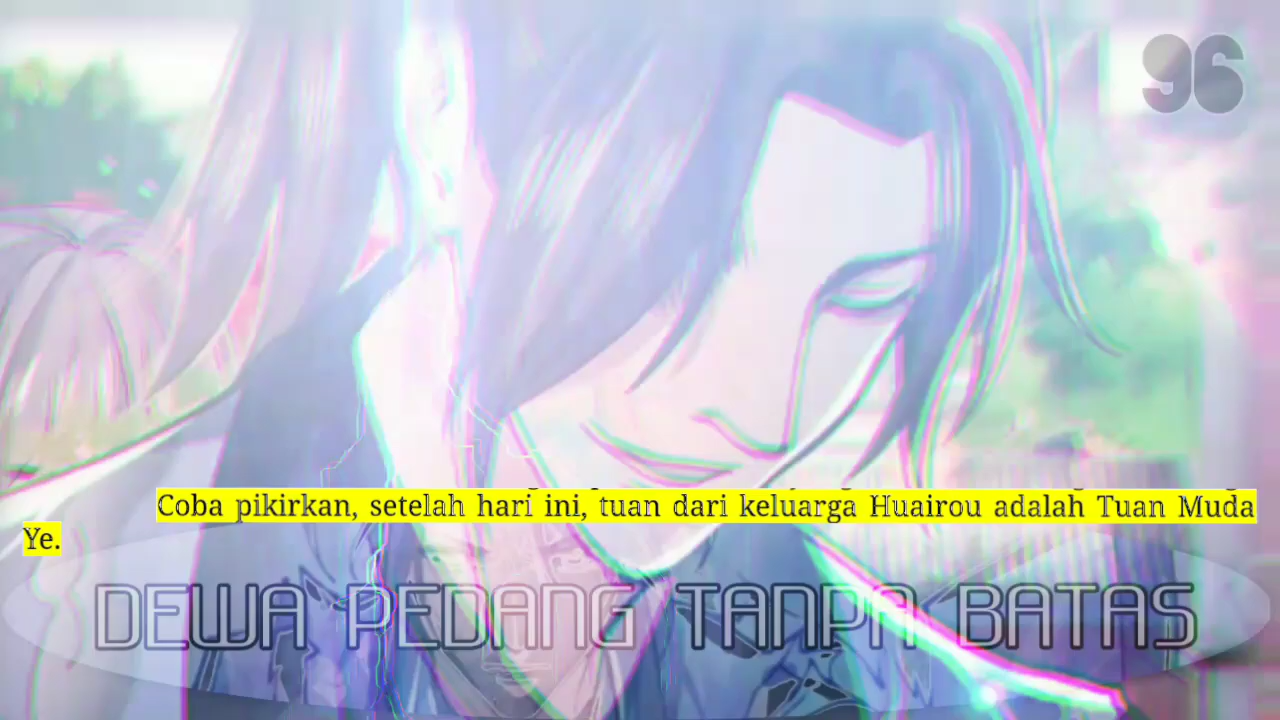 96
Coba pikirkan, setelah hari ini, tuan dari keluarga Huairou adalah Tuan Muda
Ye.
DEWA PEDANG TANPA BATAS